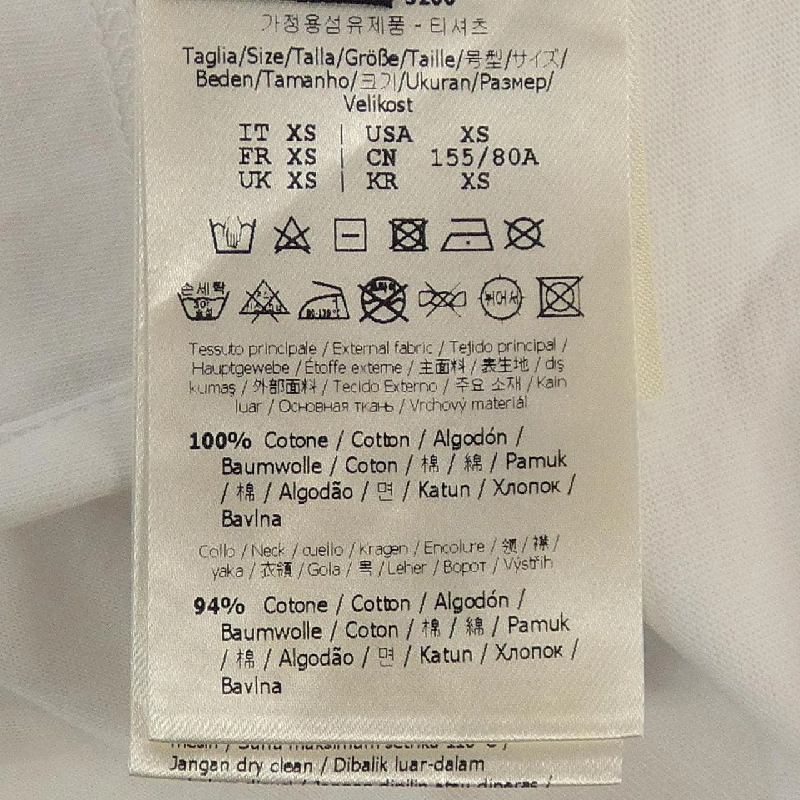 가정용섬유제품 - 티셔츠
Taglia/Size/Talla/Größe/Taille/号型/サイズ/
Beden/Tamanho/크기/Ukuran/Размер/
Velikost
IT XS | USA XS
FR XS | CN 155/80A
UK XS | KR XS
손세탁
30℃
80-120℃
뉘어서
Tessuto principale / External fabric / Tejido principal /
Hauptgewebe / Étoffe externe / 主面料 / 表生地 / dış
kumaş / 外部面料 / Tecido Externo / 주요 소재 / Kain
luar / Основная ткань / Vrchový materiál
100% Cotone / Cotton / Algodón /
Baumwolle / Coton / 棉 / 綿 / Pamuk
/ 棉 / Algodão / 면 / Katun / Хлопок /
Bavlna
Collo / Neck / cuello / Kragen / Encolure / 领 / 襟 /
yaka / 衣領 / Gola / 목 / Leher / Ворот / Výstřih
94% Cotone / Cotton / Algodón /
Baumwolle / Coton / 棉 / 綿 / Pamuk
/ 棉 / Algodão / 면 / Katun / Хлопок /
Bavlna
Jangan dry clean / Dibalik luar-dalam